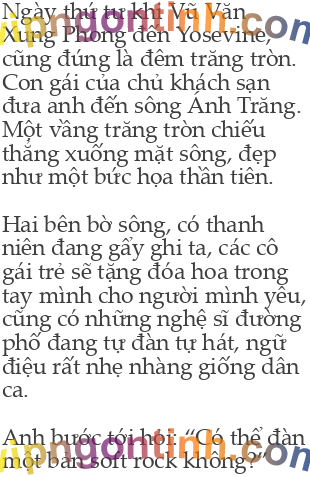 Ngày thứ tư khi Vũ Văn
Xung Phong đến Yosevine,
cũng đúng là đêm trăng tròn.
Con gái của chủ khách sạn
đưa anh đến sông Ánh Trăng.
Một vầng trăng tròn chiếu
thẳng xuống mặt sông, đẹp
như một bức họa thần tiên.

Hai bên bờ sông, có thanh
niên đang gẩy ghi ta, các cô
gái trẻ sẽ tặng đóa hoa trong
tay mình cho người mình yêu,
cũng có những nghệ sĩ đường
phố đang tự đàn tự hát, ngữ
điệu rất nhẹ nhàng giống dân
ca.

Anh bước tới hỏi: “Có thể đàn
một bản soft rock không?”
vipngontinh.com
vipngontinh.com